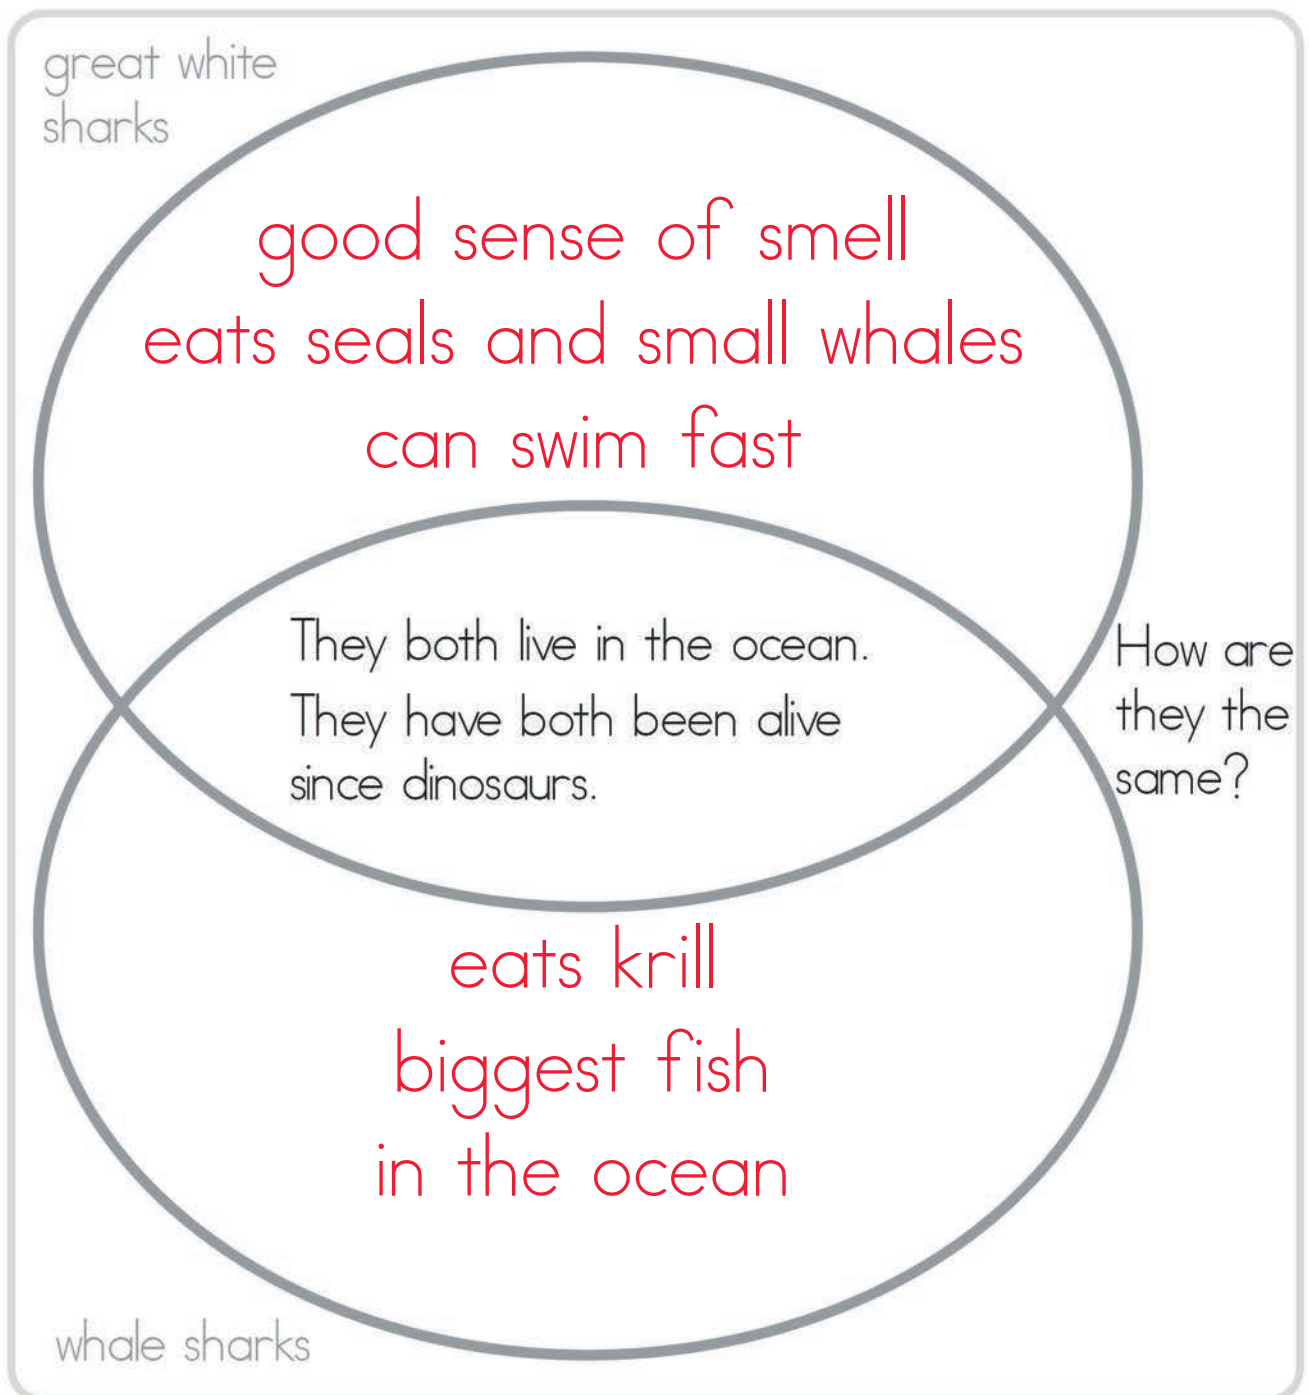 great white
sharks
good sense of smell
eats seals and small whales
can swim fast
They both live in the ocean.
They have both been alive
since dinosaurs.
How are
they the
same?
eats krill
biggest fish
in the ocean
whale sharks